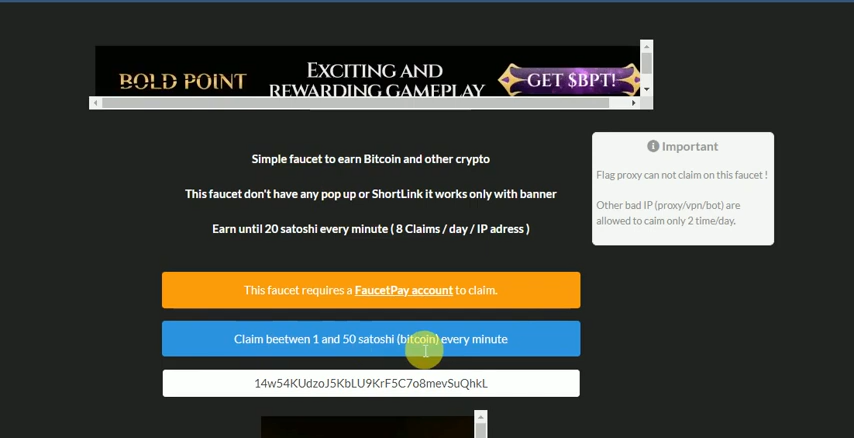 BOLD POINT
EXCITING AND
REWARDING GAMEPLAY
GET $BPT!
Simple faucet to earn Bitcoin and other crypto
This faucet don't have any pop up or ShortLink it works only with banner
Earn until 20 satoshi every minute ( 8 Claims / day / IP adress )
Important
Flag proxy can not claim on this faucet !
Other bad IP (proxy/vpn/bot) are
allowed to caim only 2 time/day.
This faucet requires a FaucetPay account to claim.
Claim beetwen 1 and 50 satoshi (bitcoin) every minute
14w54KUdzoJ5KbLU9KrF5C7o8mevSuQhkL